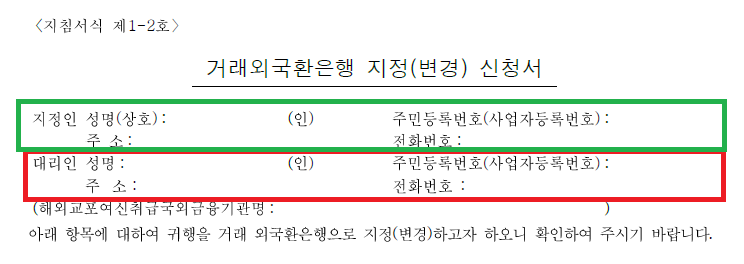 〈지침서식 제1-2호〉
거래외국환은행 지정(변경) 신청서
지정인 성명(상호): (인) 주민등록번호(사업자등록번호):
주 소: 전화번호:
대리인 성명: (인) 주민등록번호(사업자등록번호):
주 소: 전화번호 :
(해외교포여신취급국외금융기관명: )
아래 항목에 대하여 귀행을 거래 외국환은행으로 지정(변경)하고자 하오니 확인하여 주시기 바랍니다.